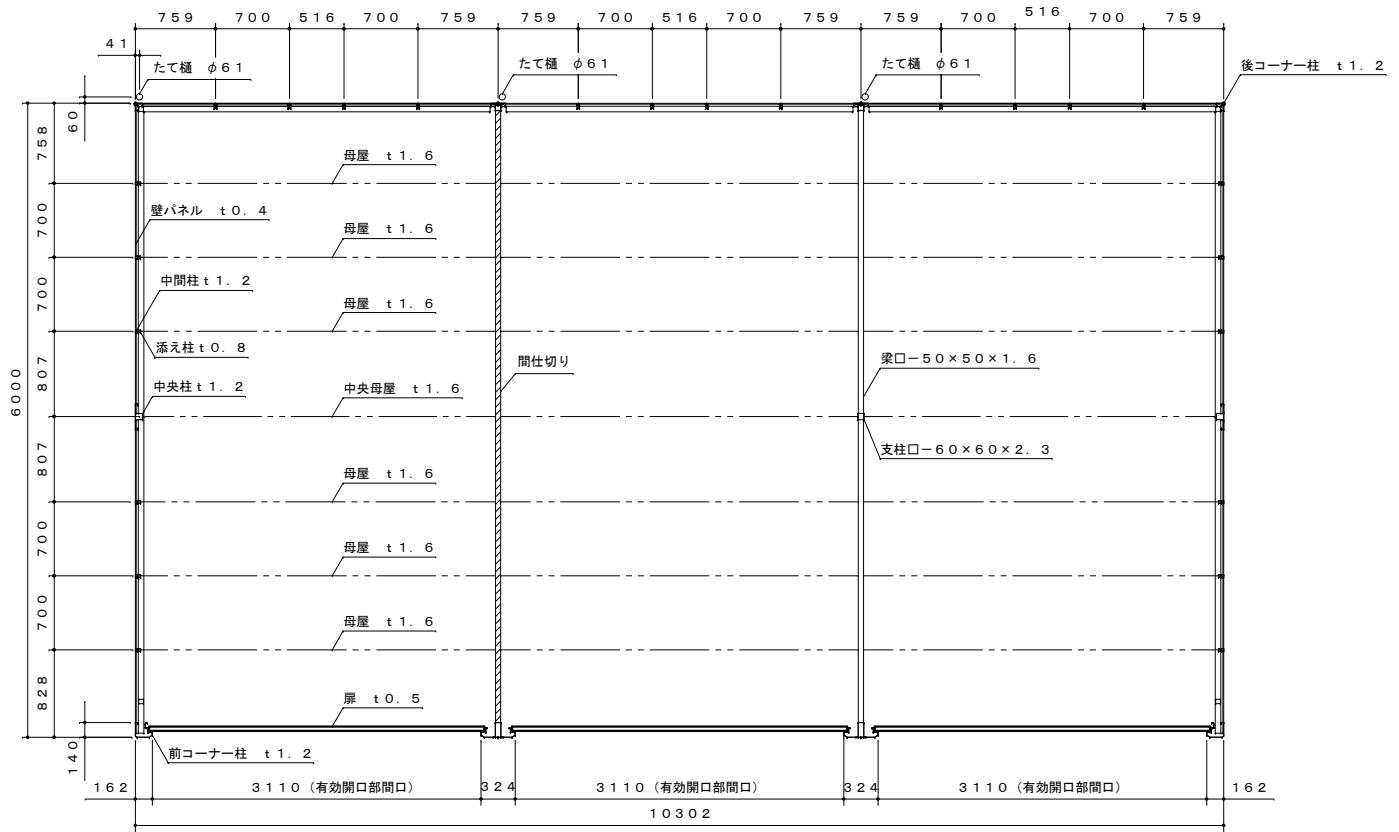 759 700 516 700 759 759 700 516 700 759 759 700 516 700 759
41
たて樋 φ61
たて樋 φ61
たて樋 φ61
後コーナー柱 t1.2
60
758
母屋 t1.6
700
壁パネル t0.4
母屋 t1.6
700
中間柱t1.2
母屋 t1.6
添え柱t0.8
807
間仕切り
梁口-50×50×1.6
6000
中央柱t1.2
中央母屋 t1.6
807
支柱口-60×60×2.3
母屋 t1.6
700
母屋 t1.6
700
母屋 t1.6
828
扉 t0.5
140
前コーナー柱 t1.2
162 3110(有効開口部間口) 324 3110(有効開口部間口) 324 3110(有効開口部間口) 162
10302